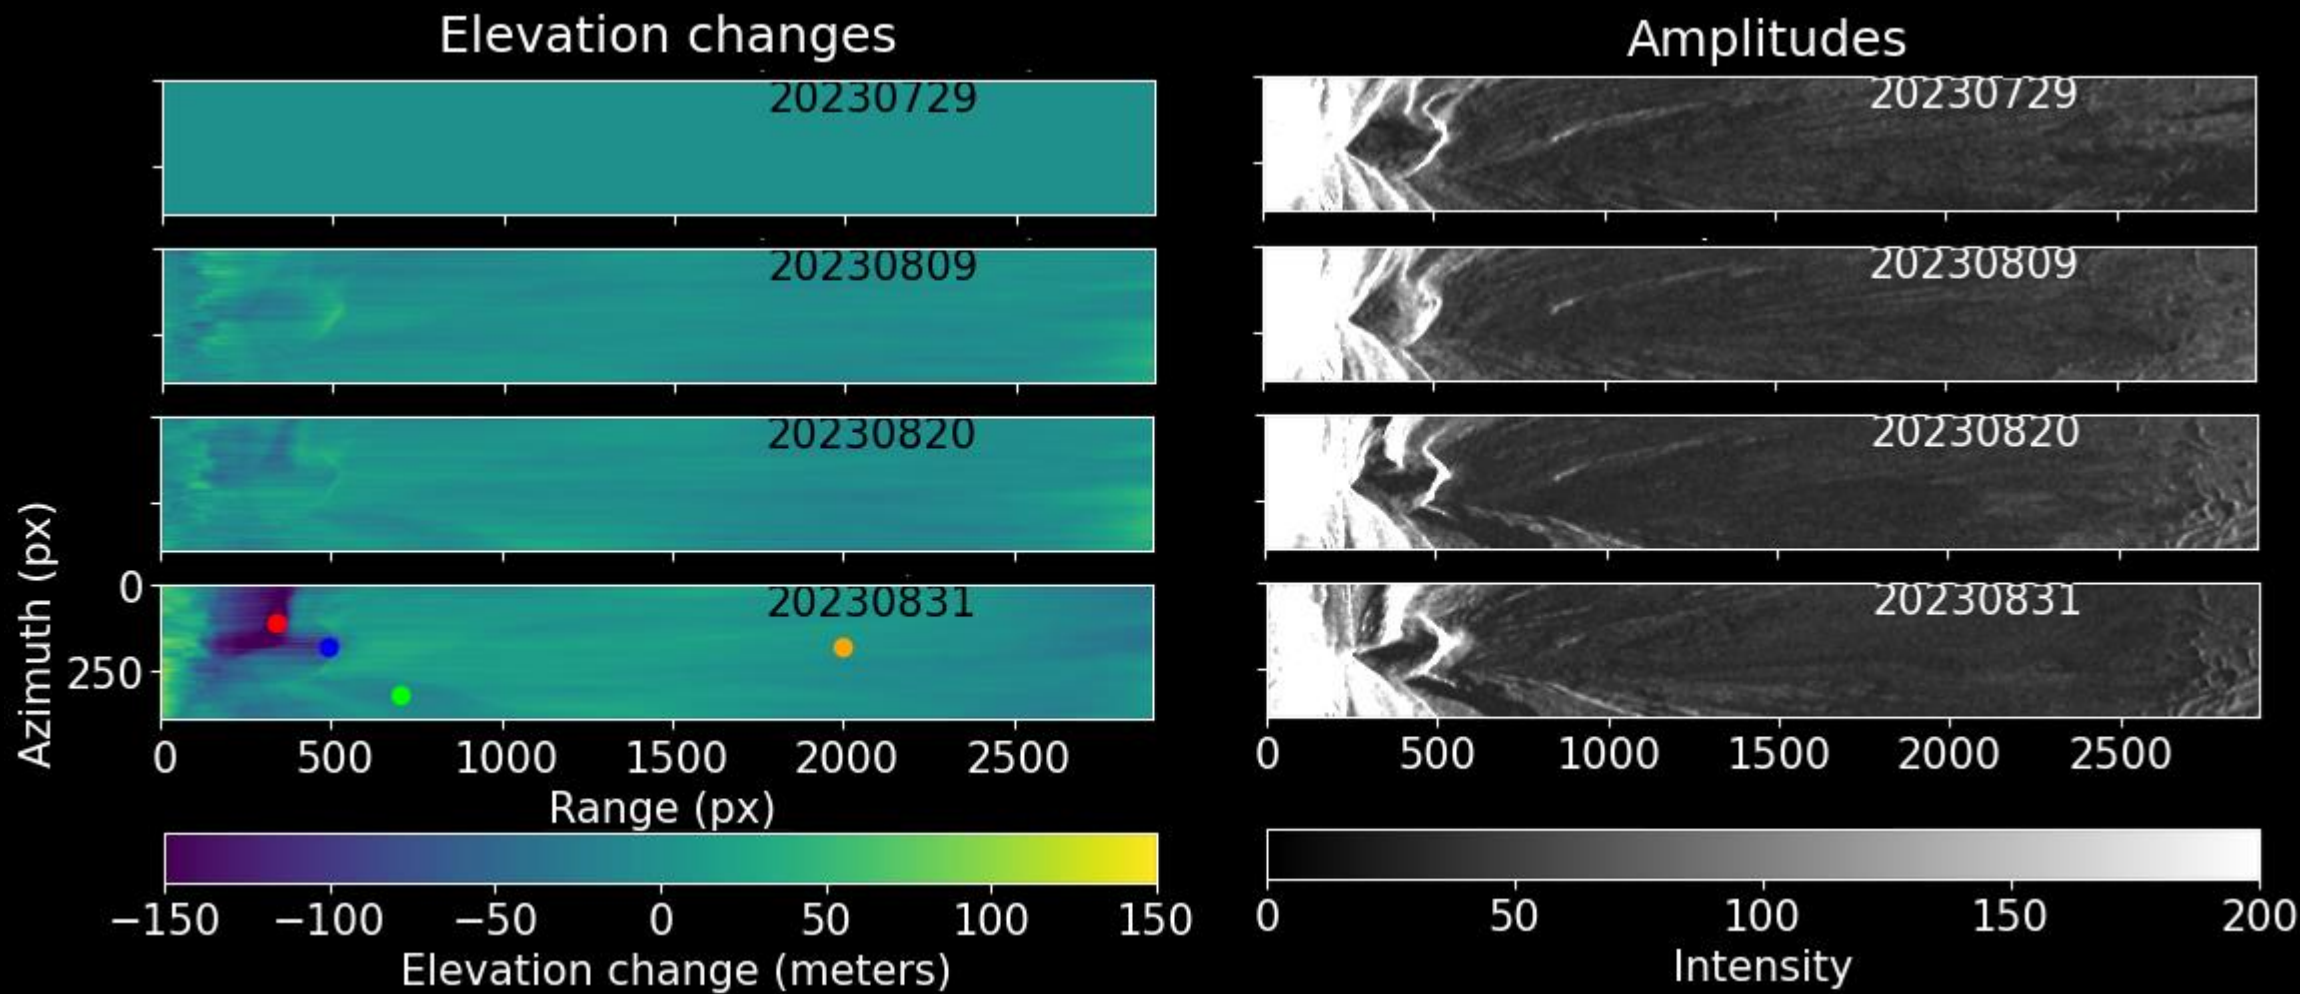 Elevation changes
Amplitudes
20230729
20230729
20230809
20230809
20230820
20230820
20230831
20230831
Azimuth (px)
0
250
0 500 1000 1500 2000 2500
0 500 1000 1500 2000 2500
Range (px)
−150 −100 −50 0 50 100 150
0 50 100 150 200
Elevation change (meters)
Intensity